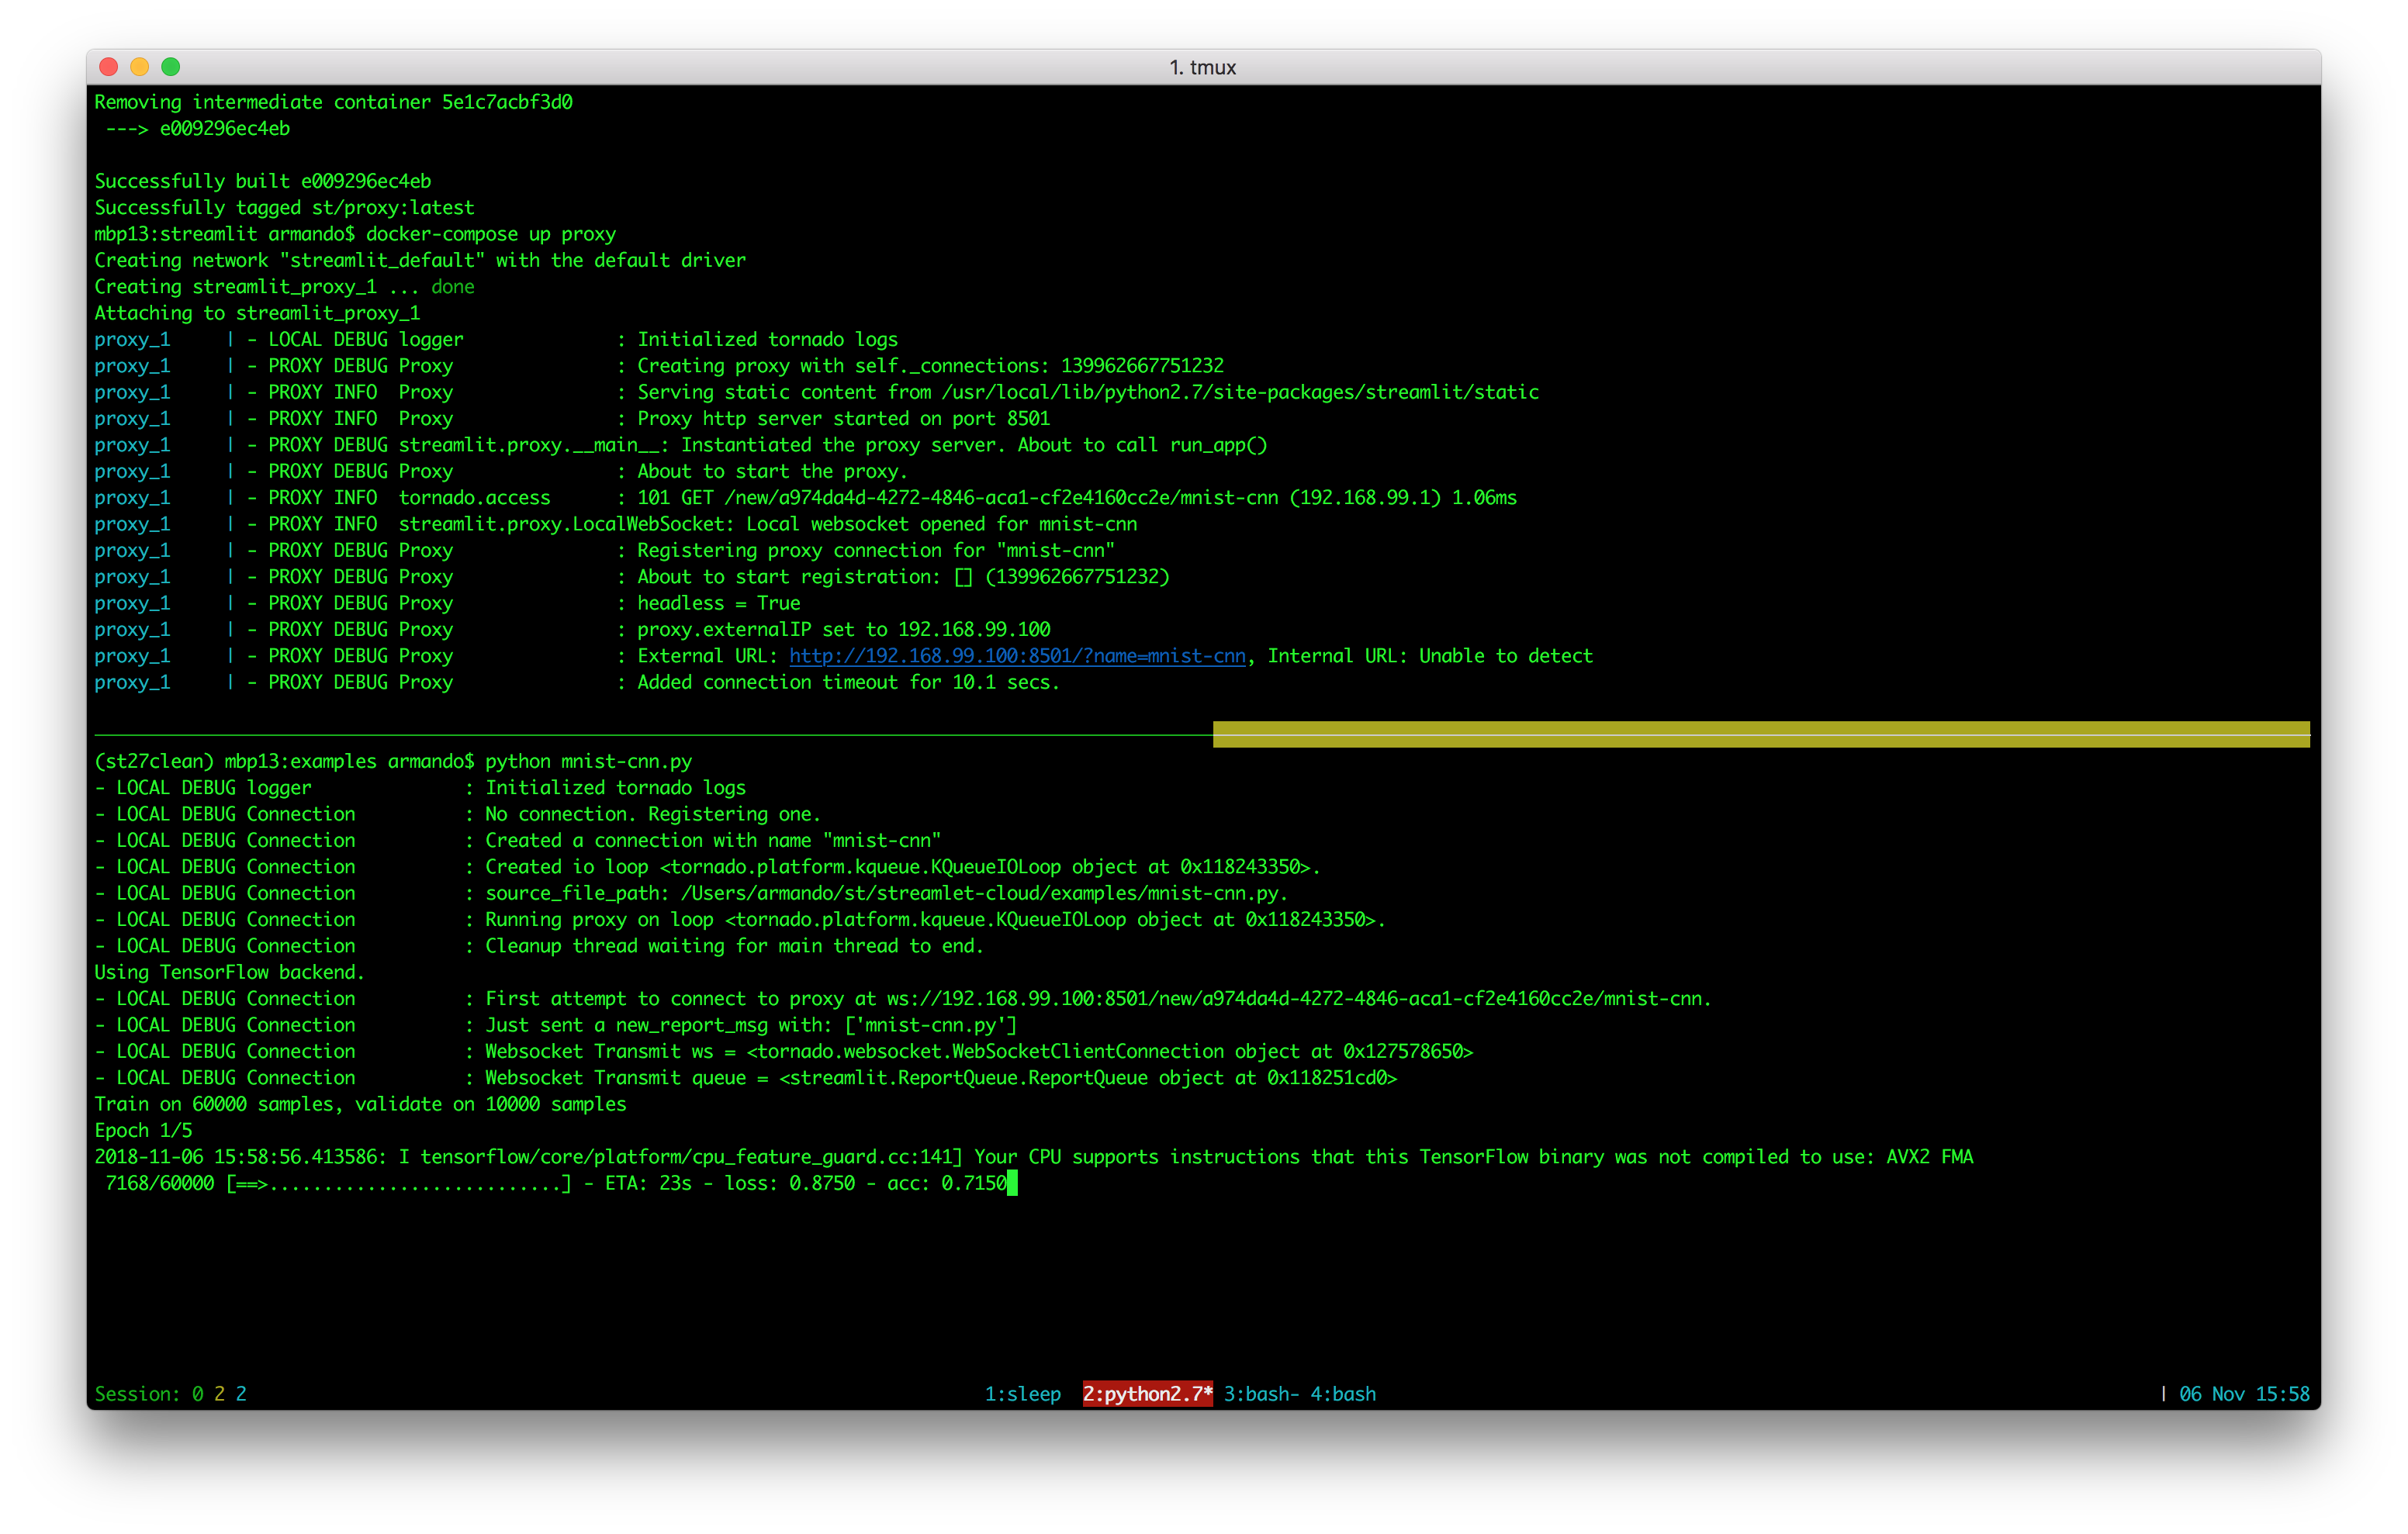 1. tmux
Removing intermediate container 5e1c7acbf3d0
 ---> e009296ec4eb
Successfully built e009296ec4eb
Successfully tagged st/proxy:latest
mbp13:streamlit armando$ docker-compose up proxy
Creating network "streamlit_default" with the default driver
Creating streamlit_proxy_1 ... done
Attaching to streamlit_proxy_1
proxy_1     | - LOCAL DEBUG logger              : Initialized tornado logs
proxy_1     | - PROXY DEBUG Proxy               : Creating proxy with self._connections: 139962667751232
proxy_1     | - PROXY INFO  Proxy               : Serving static content from /usr/local/lib/python2.7/site-packages/streamlit/static
proxy_1     | - PROXY INFO  Proxy               : Proxy http server started on port 8501
proxy_1     | - PROXY DEBUG streamlit.proxy.__main__: Instantiated the proxy server. About to call run_app()
proxy_1     | - PROXY DEBUG Proxy               : About to start the proxy.
proxy_1     | - PROXY INFO  tornado.access      : 101 GET /new/a974da4d-4272-4846-aca1-cf2e4160cc2e/mnist-cnn (192.168.99.1) 1.06ms
proxy_1     | - PROXY INFO  streamlit.proxy.LocalWebSocket: Local websocket opened for mnist-cnn
proxy_1     | - PROXY DEBUG Proxy               : Registering proxy connection for "mnist-cnn"
proxy_1     | - PROXY DEBUG Proxy               : About to start registration: [] (139962667751232)
proxy_1     | - PROXY DEBUG Proxy               : headless = True
proxy_1     | - PROXY DEBUG Proxy               : proxy.externalIP set to 192.168.99.100
proxy_1     | - PROXY DEBUG Proxy               : External URL: http://192.168.99.100:8501/?name=mnist-cnn, Internal URL: Unable to detect
proxy_1     | - PROXY DEBUG Proxy               : Added connection timeout for 10.1 secs.
(st27clean) mbp13:examples armando$ python mnist-cnn.py
- LOCAL DEBUG logger              : Initialized tornado logs
- LOCAL DEBUG Connection          : No connection. Registering one.
- LOCAL DEBUG Connection          : Created a connection with name "mnist-cnn"
- LOCAL DEBUG Connection          : Created io loop <tornado.platform.kqueue.KQueueIOLoop object at 0x118243350>.
- LOCAL DEBUG Connection          : source_file_path: /Users/armando/st/streamlet-cloud/examples/mnist-cnn.py.
- LOCAL DEBUG Connection          : Running proxy on loop <tornado.platform.kqueue.KQueueIOLoop object at 0x118243350>.
- LOCAL DEBUG Connection          : Cleanup thread waiting for main thread to end.
Using TensorFlow backend.
- LOCAL DEBUG Connection          : First attempt to connect to proxy at ws://192.168.99.100:8501/new/a974da4d-4272-4846-aca1-cf2e4160cc2e/mnist-cnn.
- LOCAL DEBUG Connection          : Just sent a new_report_msg with: ['mnist-cnn.py']
- LOCAL DEBUG Connection          : Websocket Transmit ws = <tornado.websocket.WebSocketClientConnection object at 0x127578650>
- LOCAL DEBUG Connection          : Websocket Transmit queue = <streamlit.ReportQueue.ReportQueue object at 0x118251cd0>
Train on 60000 samples, validate on 10000 samples
Epoch 1/5
2018-11-06 15:58:56.413586: I tensorflow/core/platform/cpu_feature_guard.cc:141] Your CPU supports instructions that this TensorFlow binary was not compiled to use: AVX2 FMA
 7168/60000 [==>...........................] - ETA: 23s - loss: 0.8750 - acc: 0.7150
Session: 0 2 2 1:sleep 2:python2.7* 3:bash- 4:bash | 06 Nov 15:58